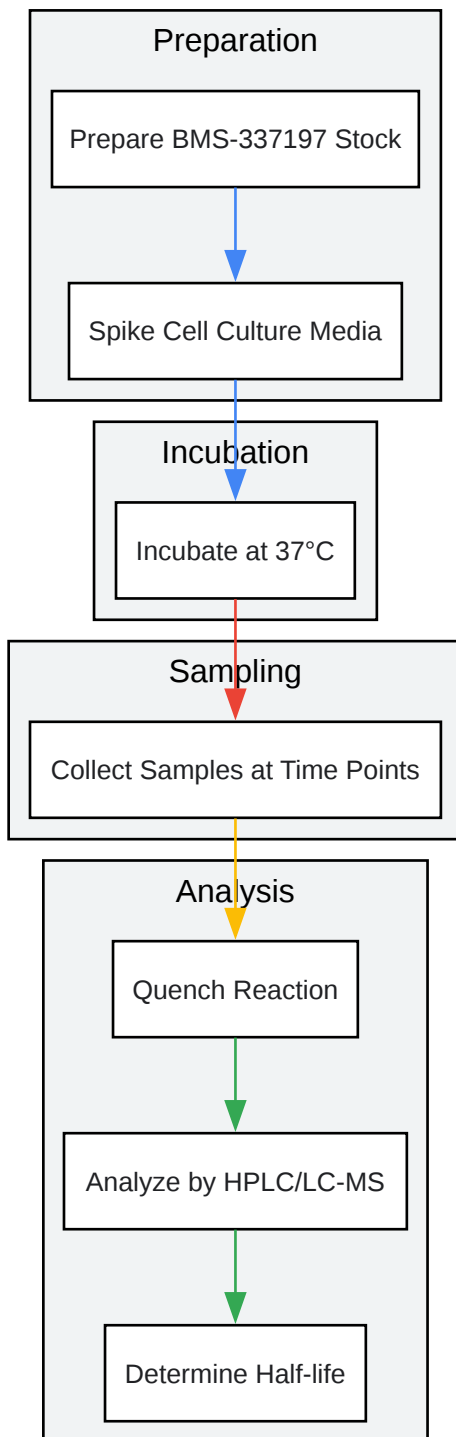 Preparation
Prepare BMS-337197 Stock
Spike Cell Culture Media
Incubation
Incubate at 37°C
Sampling
Collect Samples at Time Points
Analysis
Quench Reaction
Analyze by HPLC/LC-MS
Determine Half-life